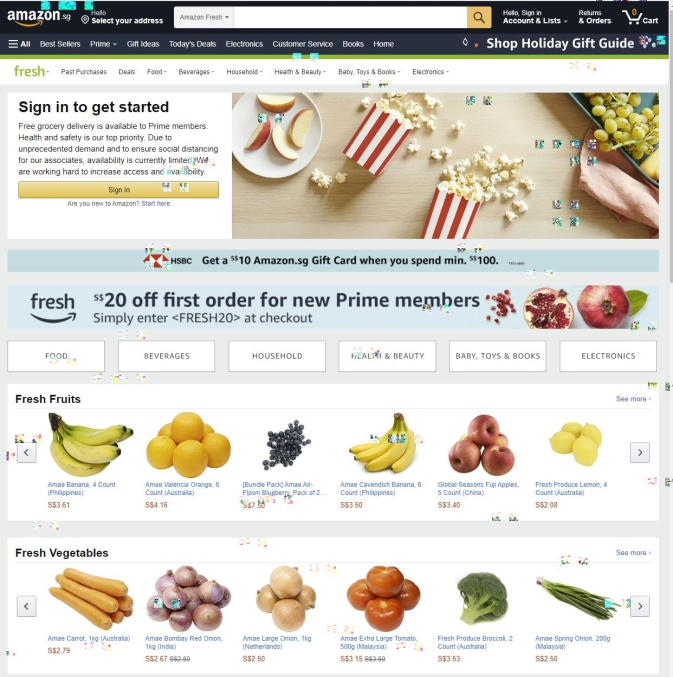 amazon.sg
Hello
Select your address
Amazon Fresh
Hello, Sign in
Account & Lists
Returns
& Orders
0
Cart
All
Best Sellers
Prime
Gift Ideas
Today's Deals
Electronics
Customer Service
Books
Home
Shop Holiday Gift Guide
fresh
Past Purchases
Deals
Food
Beverages
Household
Health & Beauty
Baby, Toys & Books
Electronics
Sign in to get started
Free grocery delivery is available to Prime members.
Health and safety is our top priority. Due to
unprecedented demand and to ensure social distancing
for our associates, availability is currently limited. We
are working hard to increase access and availability.
Sign in
Are you new to Amazon? Start here
HSBC
Get a S$10 Amazon.sg Gift Card when you spend min. S$100.
fresh
S$20 off first order for new Prime members
Simply enter <FRESH20> at checkout
FOOD
BEVERAGES
HOUSEHOLD
HEALTH & BEAUTY
BABY, TOYS & BOOKS
ELECTRONICS
Fresh Fruits
See more ›
Amae Banana, 4 Count
(Philippines)
S$3.61
Amae Valencia Orange, 6
Count (Australia)
S$4.16
[Bundle Pack] Amae Air-
Flown Blueberry, Pack of 2...
S$7.50
Amae Cavendish Banana, 6
Count (Philippines)
S$3.50
Global Seasons Fuji Apples,
5 Count (China)
S$3.40
Fresh Produce Lemon, 4
Count (Australia)
S$2.08
Fresh Vegetables
See more ›
Amae Carrot, 1kg (Australia)
S$2.79
Amae Bombay Red Onion,
1kg (India)
S$2.67 S$2.80
Amae Large Onion, 1kg
(Netherlands)
S$2.50
Amae Extra Large Tomato,
500g (Malaysia)
S$3.15 S$3.50
Fresh Produce Broccoli, 2
Count (Australia)
S$3.53
Amae Spring Onion, 200g
(Malaysia)
S$2.50